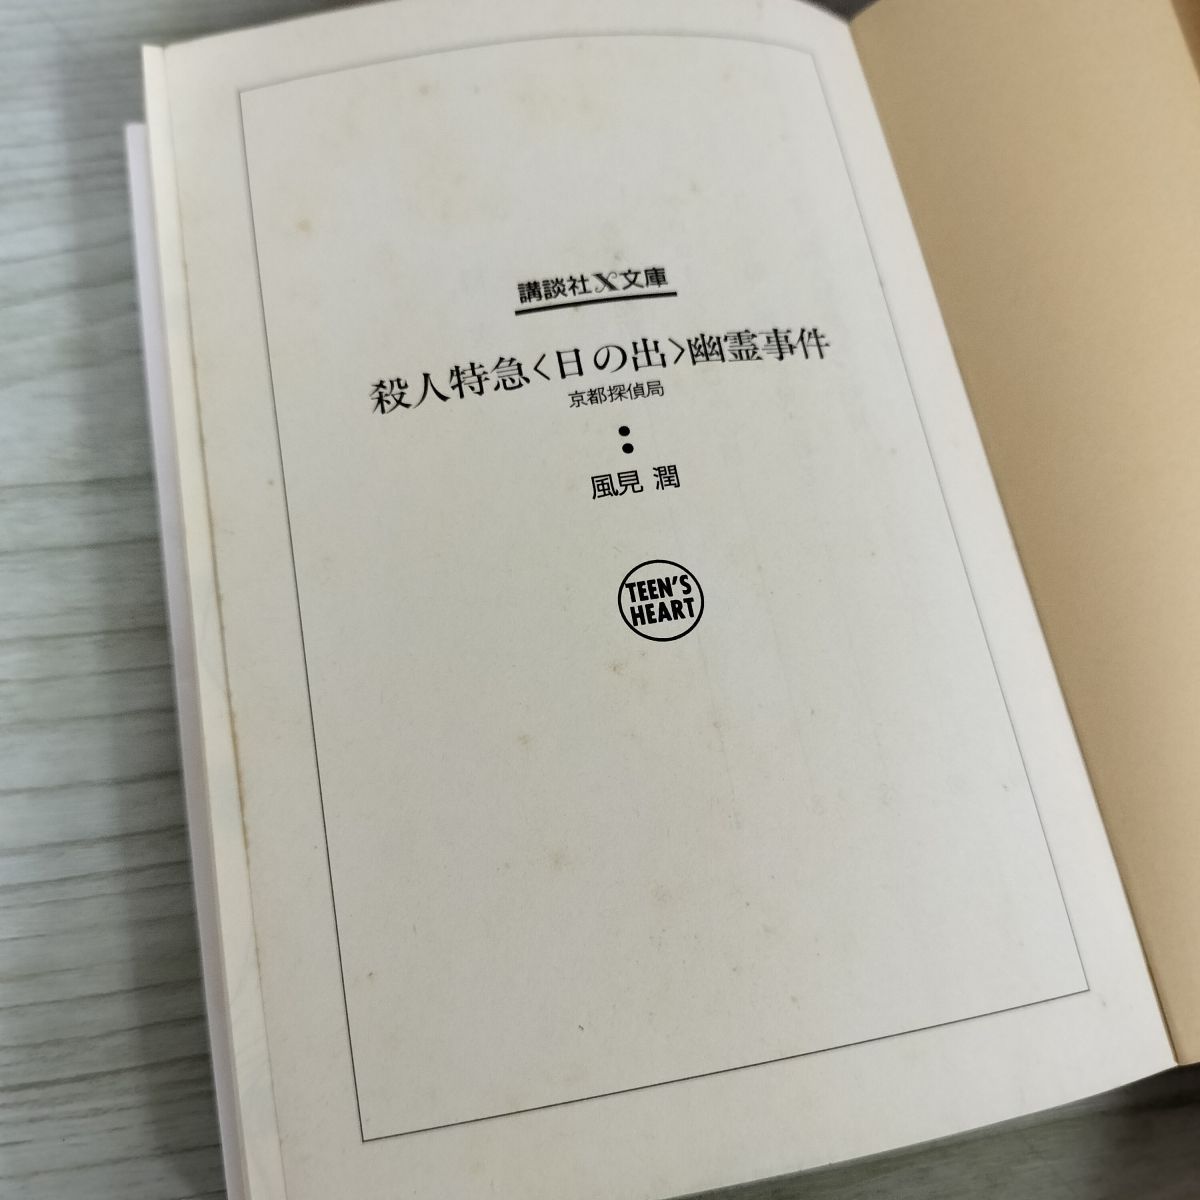 講談社X文庫
殺人特急〈日の出〉幽霊事件
京都探偵局
風見 潤
TEEN'S
HEART